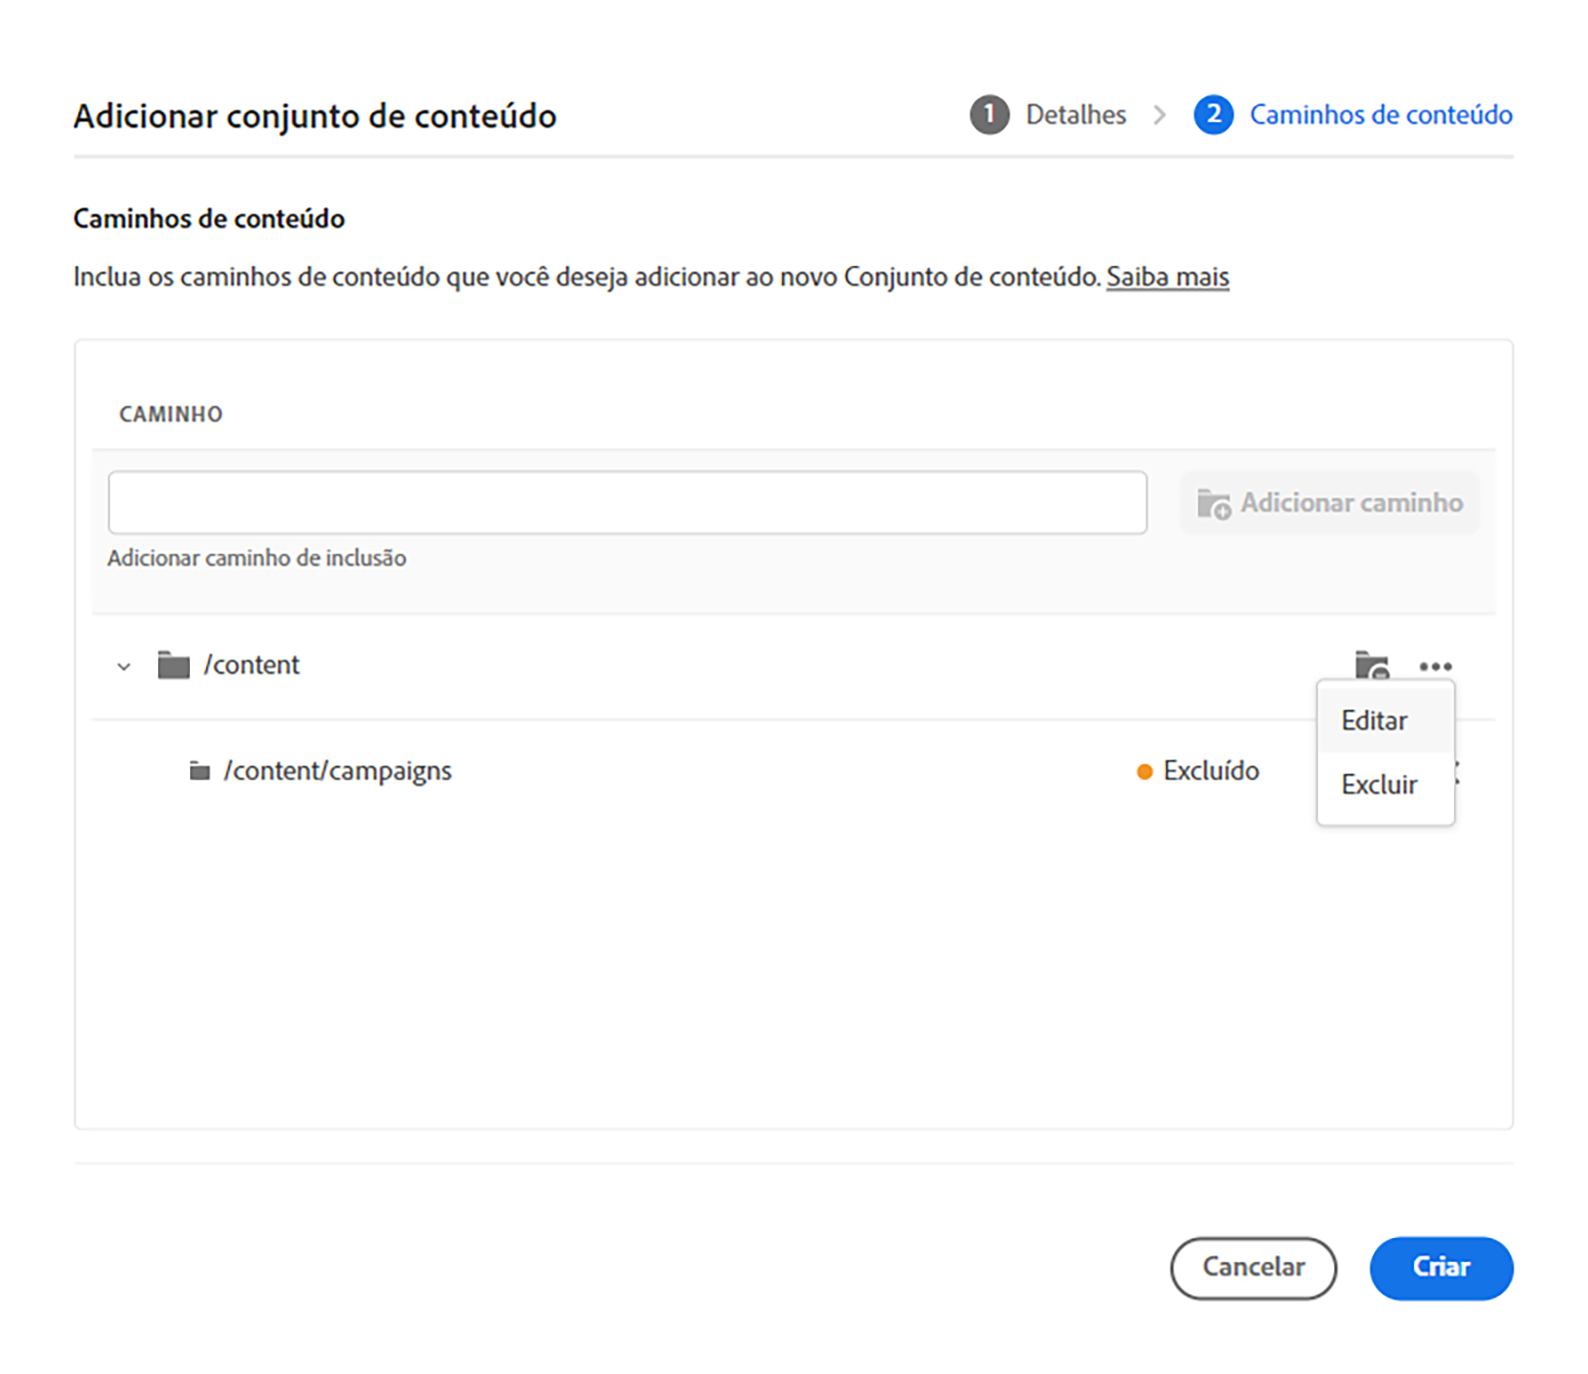 Adicionar conjunto de conteúdo
1 Detalhes > 2 Caminhos de conteúdo
Caminhos de conteúdo
Inclua os caminhos de conteúdo que você deseja adicionar ao novo Conjunto de conteúdo. Saiba mais
CAMINHO
Adicionar caminho
Adicionar caminho de inclusão
/content
Editar
/content/campaigns
Excluído
Excluir
Cancelar
Criar